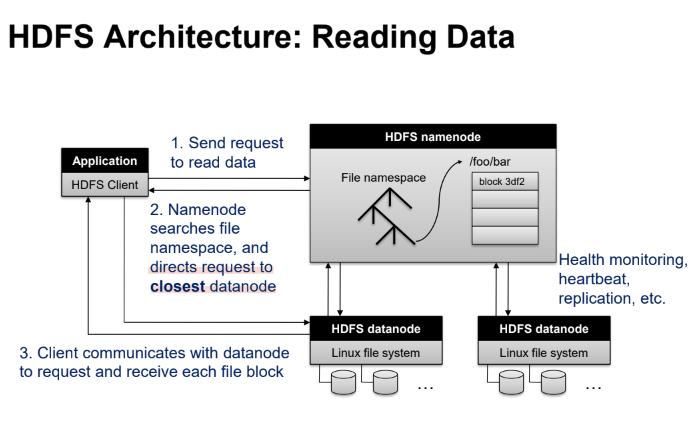 HDFS Architecture: Reading Data
1. Send request
to read data
Application
HDFS Client
HDFS namenode
File namespace
/foo/bar
block 3df2
2. Namenode
searches file
namespace, and
directs request to
closest datanode
Health monitoring,
heartbeat,
replication, etc.
HDFS datanode
Linux file system
...
HDFS datanode
Linux file system
...
3. Client communicates with datanode
to request and receive each file block